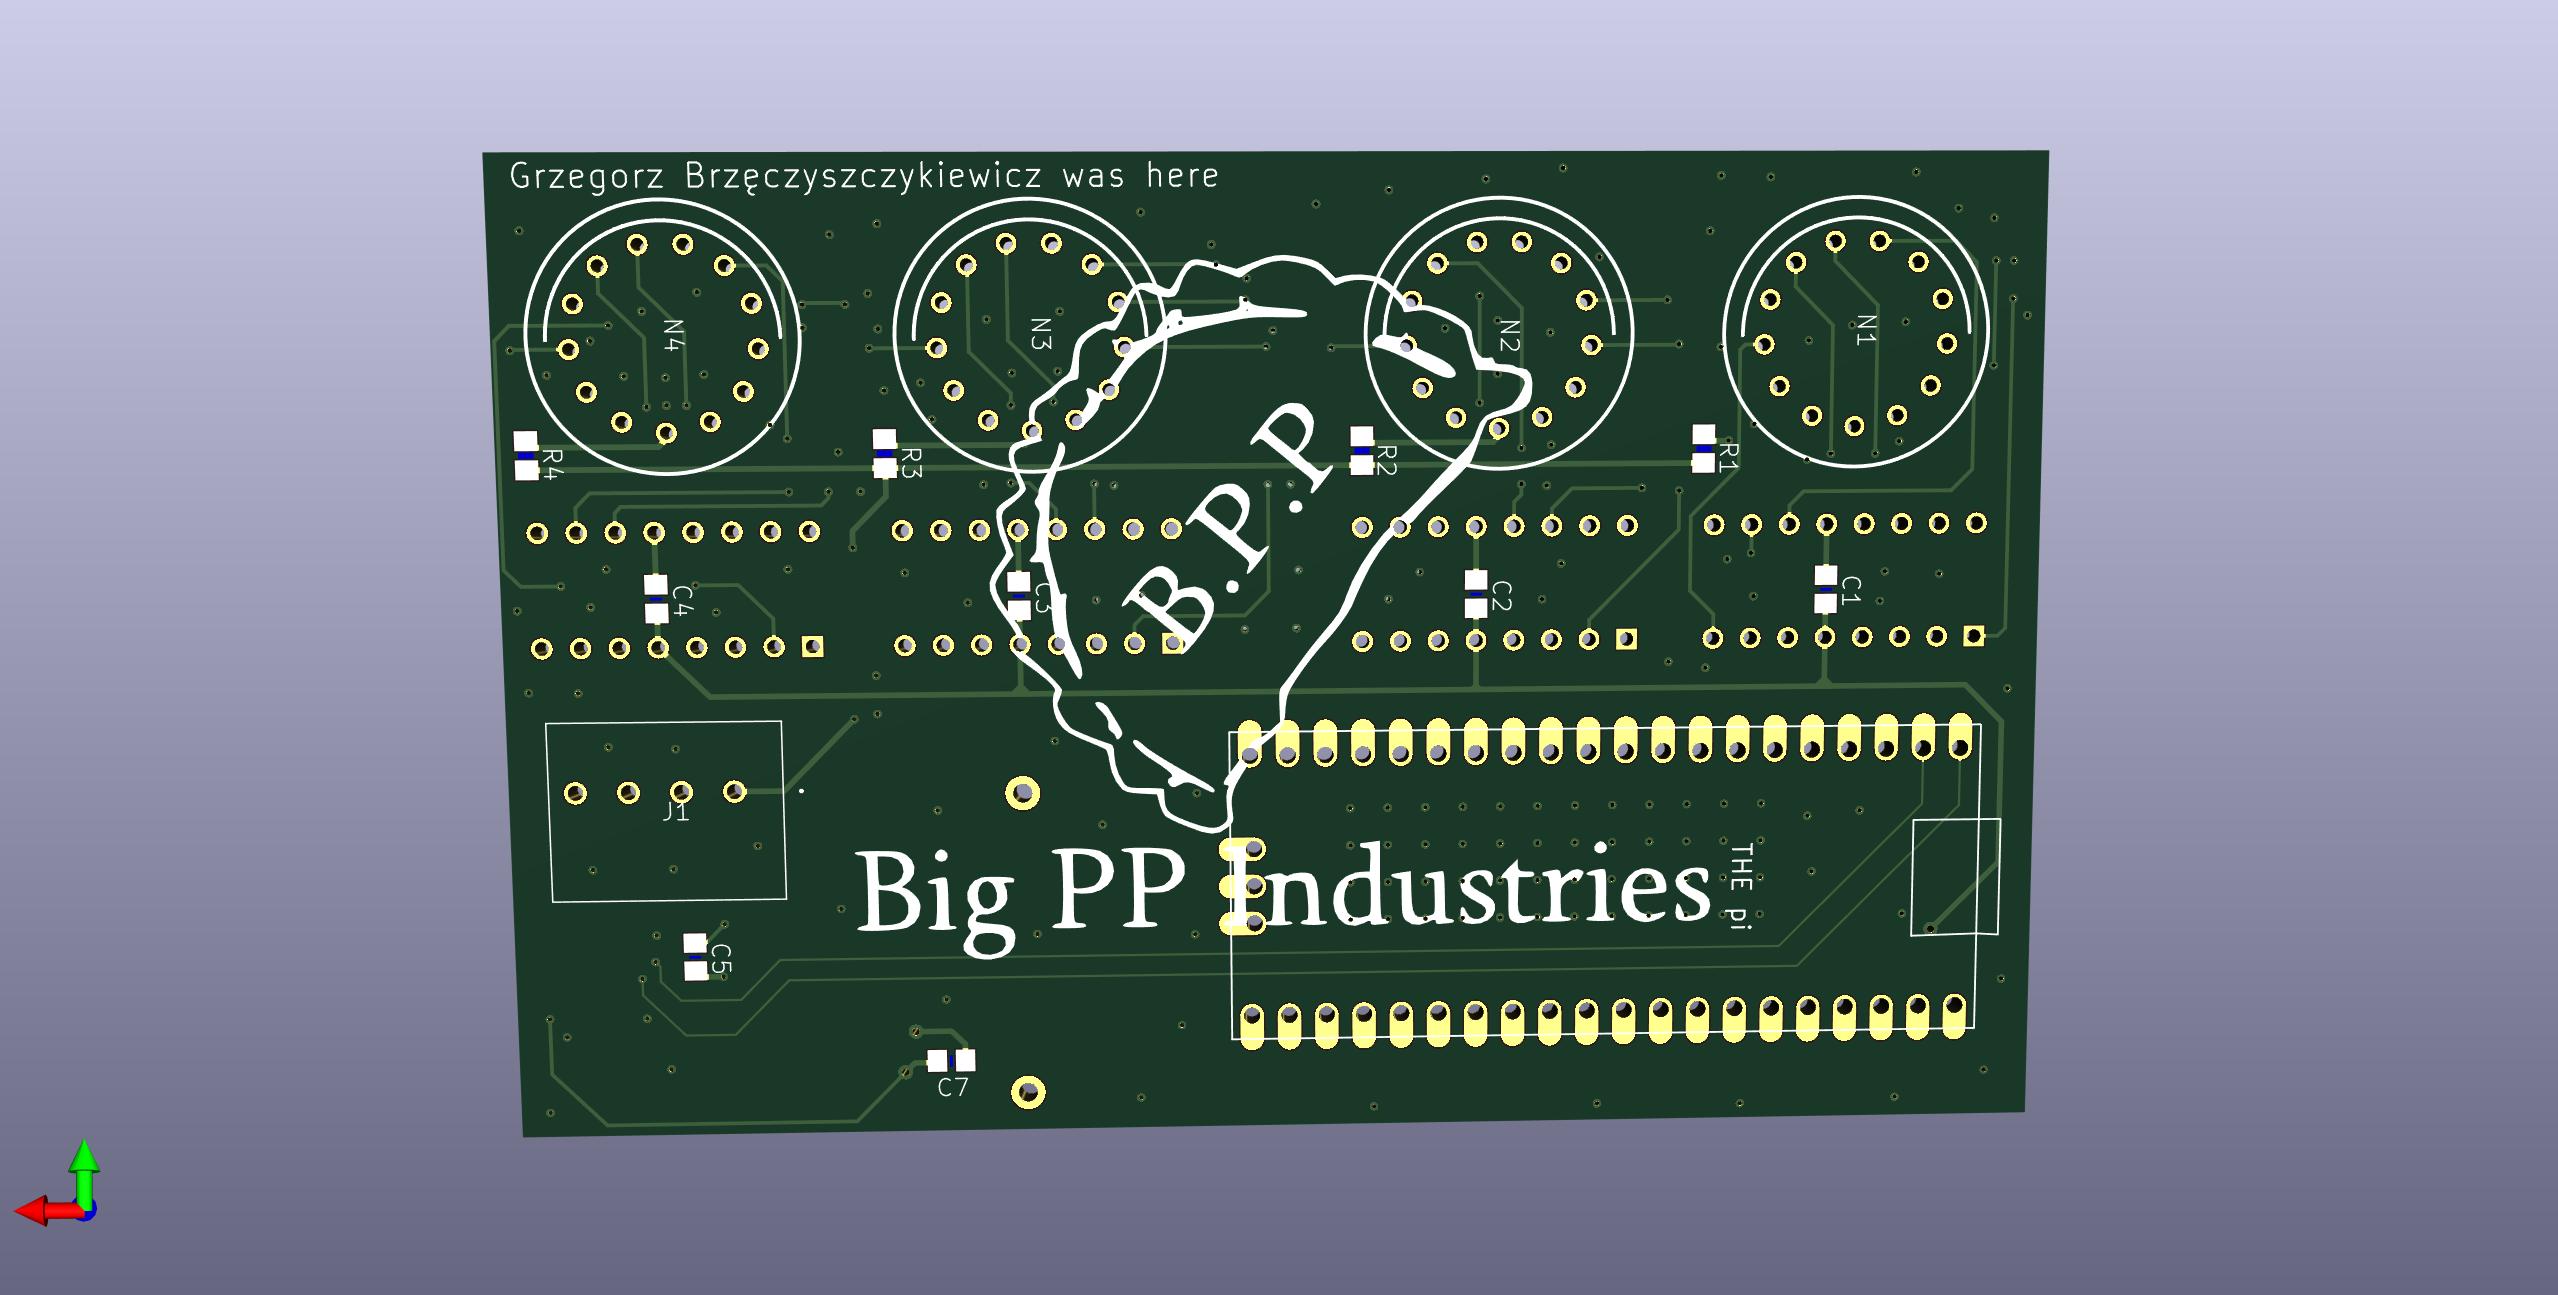 Grzegorz Brzęczyszczykiewicz was here
N4
N3
N2
N1
R4
R3
R2
R1
B.P.P
C4
C3
C2
C1
J1
Big PP Industries
THE pi
C5
C7